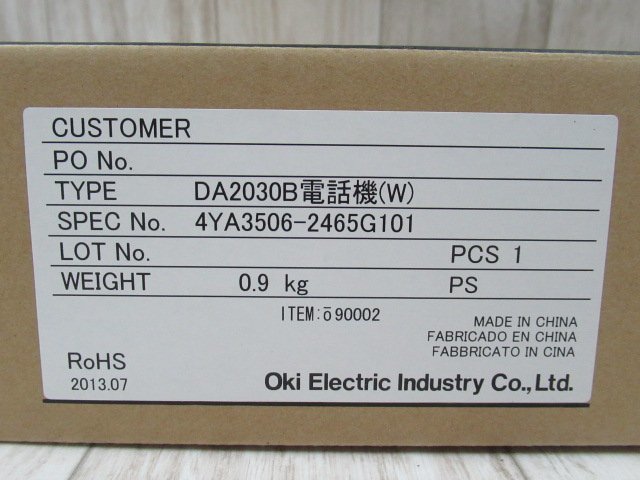 CUSTOMER
PO No.
TYPE DA2030B電話機(W)
SPEC No. 4YA3506-2465G101
LOT No. PCS 1
WEIGHT 0.9 kg PS
ITEM:ō90002
MADE IN CHINA
FABRICADO EN CHINA
FABBRICATO IN CINA
RoHS
2013.07
Oki Electric Industry Co.,Ltd.